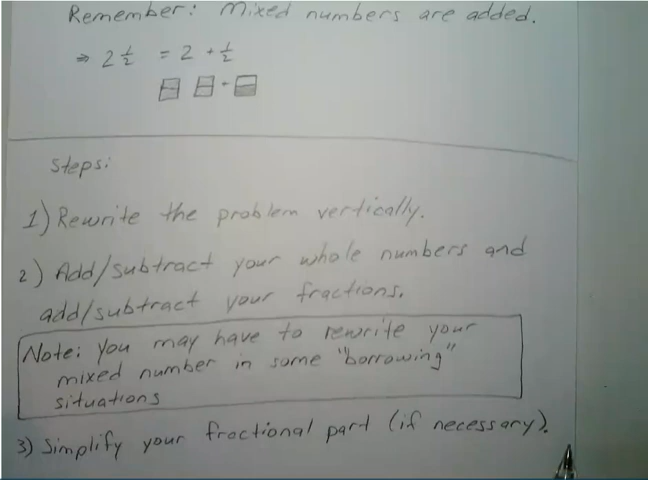 Remember: Mixed numbers are added.
⇒ 2 1/2 = 2 + 1/2
Steps:
1) Rewrite the problem vertically.
2) Add/subtract your whole numbers and
add/subtract your fractions.
Note: you may have to rewrite your
mixed number in some "borrowing"
situations
3) Simplify your fractional part (if necessary).